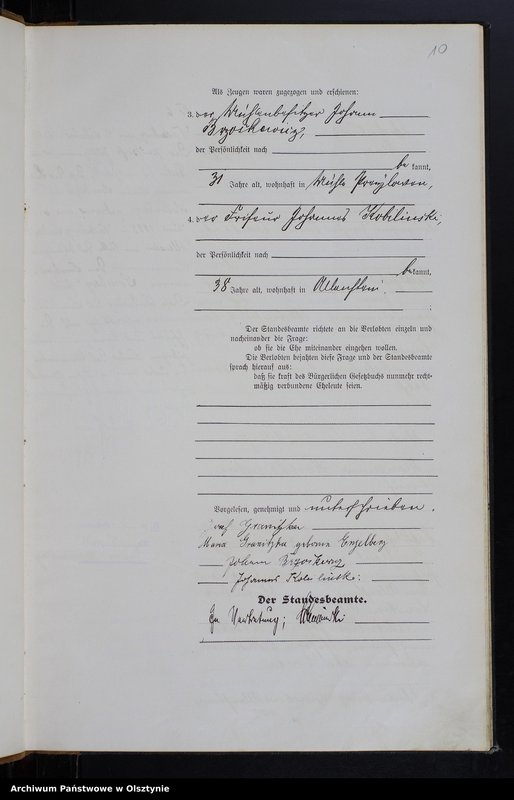 10
Als Zeugen waren zugezogen und erschienen:
3. der Mühlenbesitzer Johann
der Persönlichkeit nach
bekannt,
31 Jahre alt, wohnhaft in Mühle
4. der Friseur Johannes Kobelinski,
der Persönlichkeit nach
bekannt,
38 Jahre alt, wohnhaft in Allenstein.
Der Standesbeamte richtete an die Verlobten einzeln und
nacheinander die Frage:
ob sie die Ehe miteinander eingehen wollen.
Die Verlobten bejahten diese Frage und der Standesbeamte
sprach hierauf aus:
daß sie kraft des Bürgerlichen Gesetzbuchs nunmehr recht-
mäßig verbundene Eheleute seien.
Vorgelesen, genehmigt und unterschrieben.
Maria geborene
Johann
Johannes
Der Standesbeamte.
In Vertretung;
Archiwum Państwowe w Olsztynie